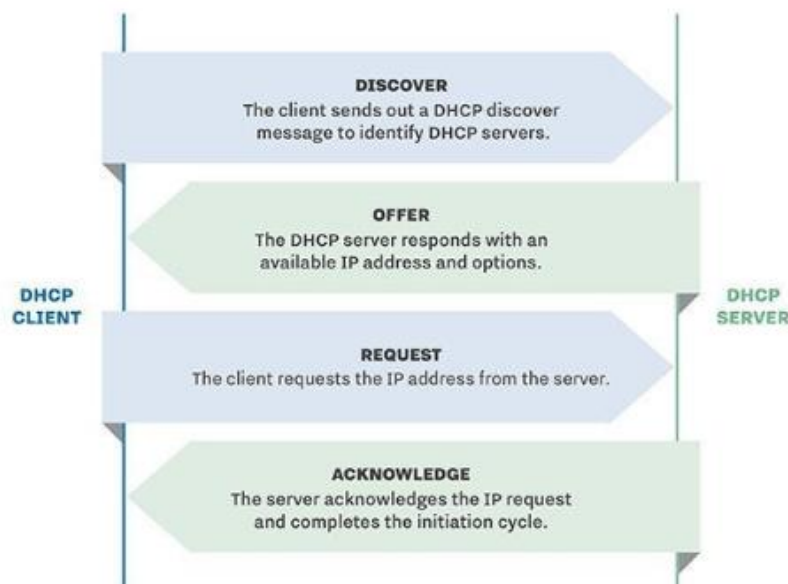 DISCOVER
The client sends out a DHCP discover
message to identify DHCP servers.
OFFER
The DHCP server responds with an
available IP address and options.
DHCP
CLIENT
DHCP
SERVER
REQUEST
The client requests the IP address from the server.
ACKNOWLEDGE
The server acknowledges the IP request
and completes the initiation cycle.